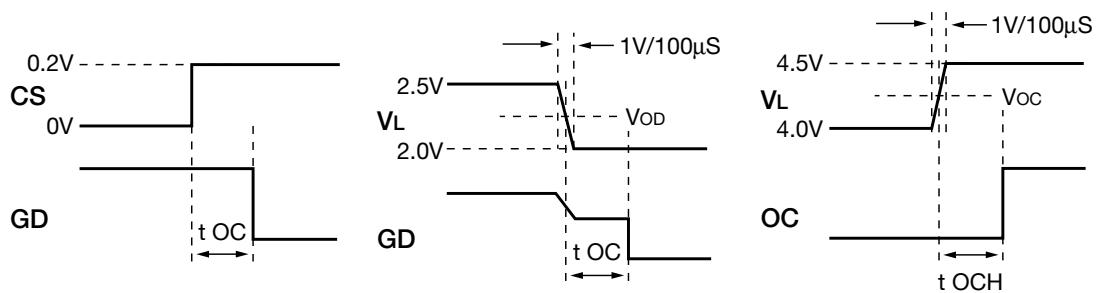 0.2V
CS
0V
GD
t OC
1V/100μS
2.5V
VL
VOD
2.0V
GD
t OC
1V/100μS
4.5V
VL
VOC
4.0V
OC
t OCH